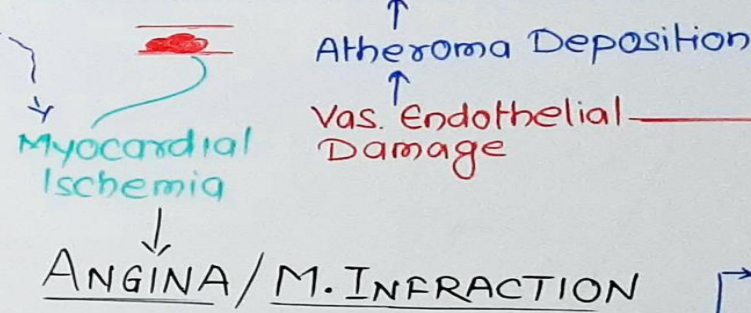 Atheroma Deposition
Vas. Endothelial
Damage
Myocardial
Ischemia
ANGINA / M. INFRACTION